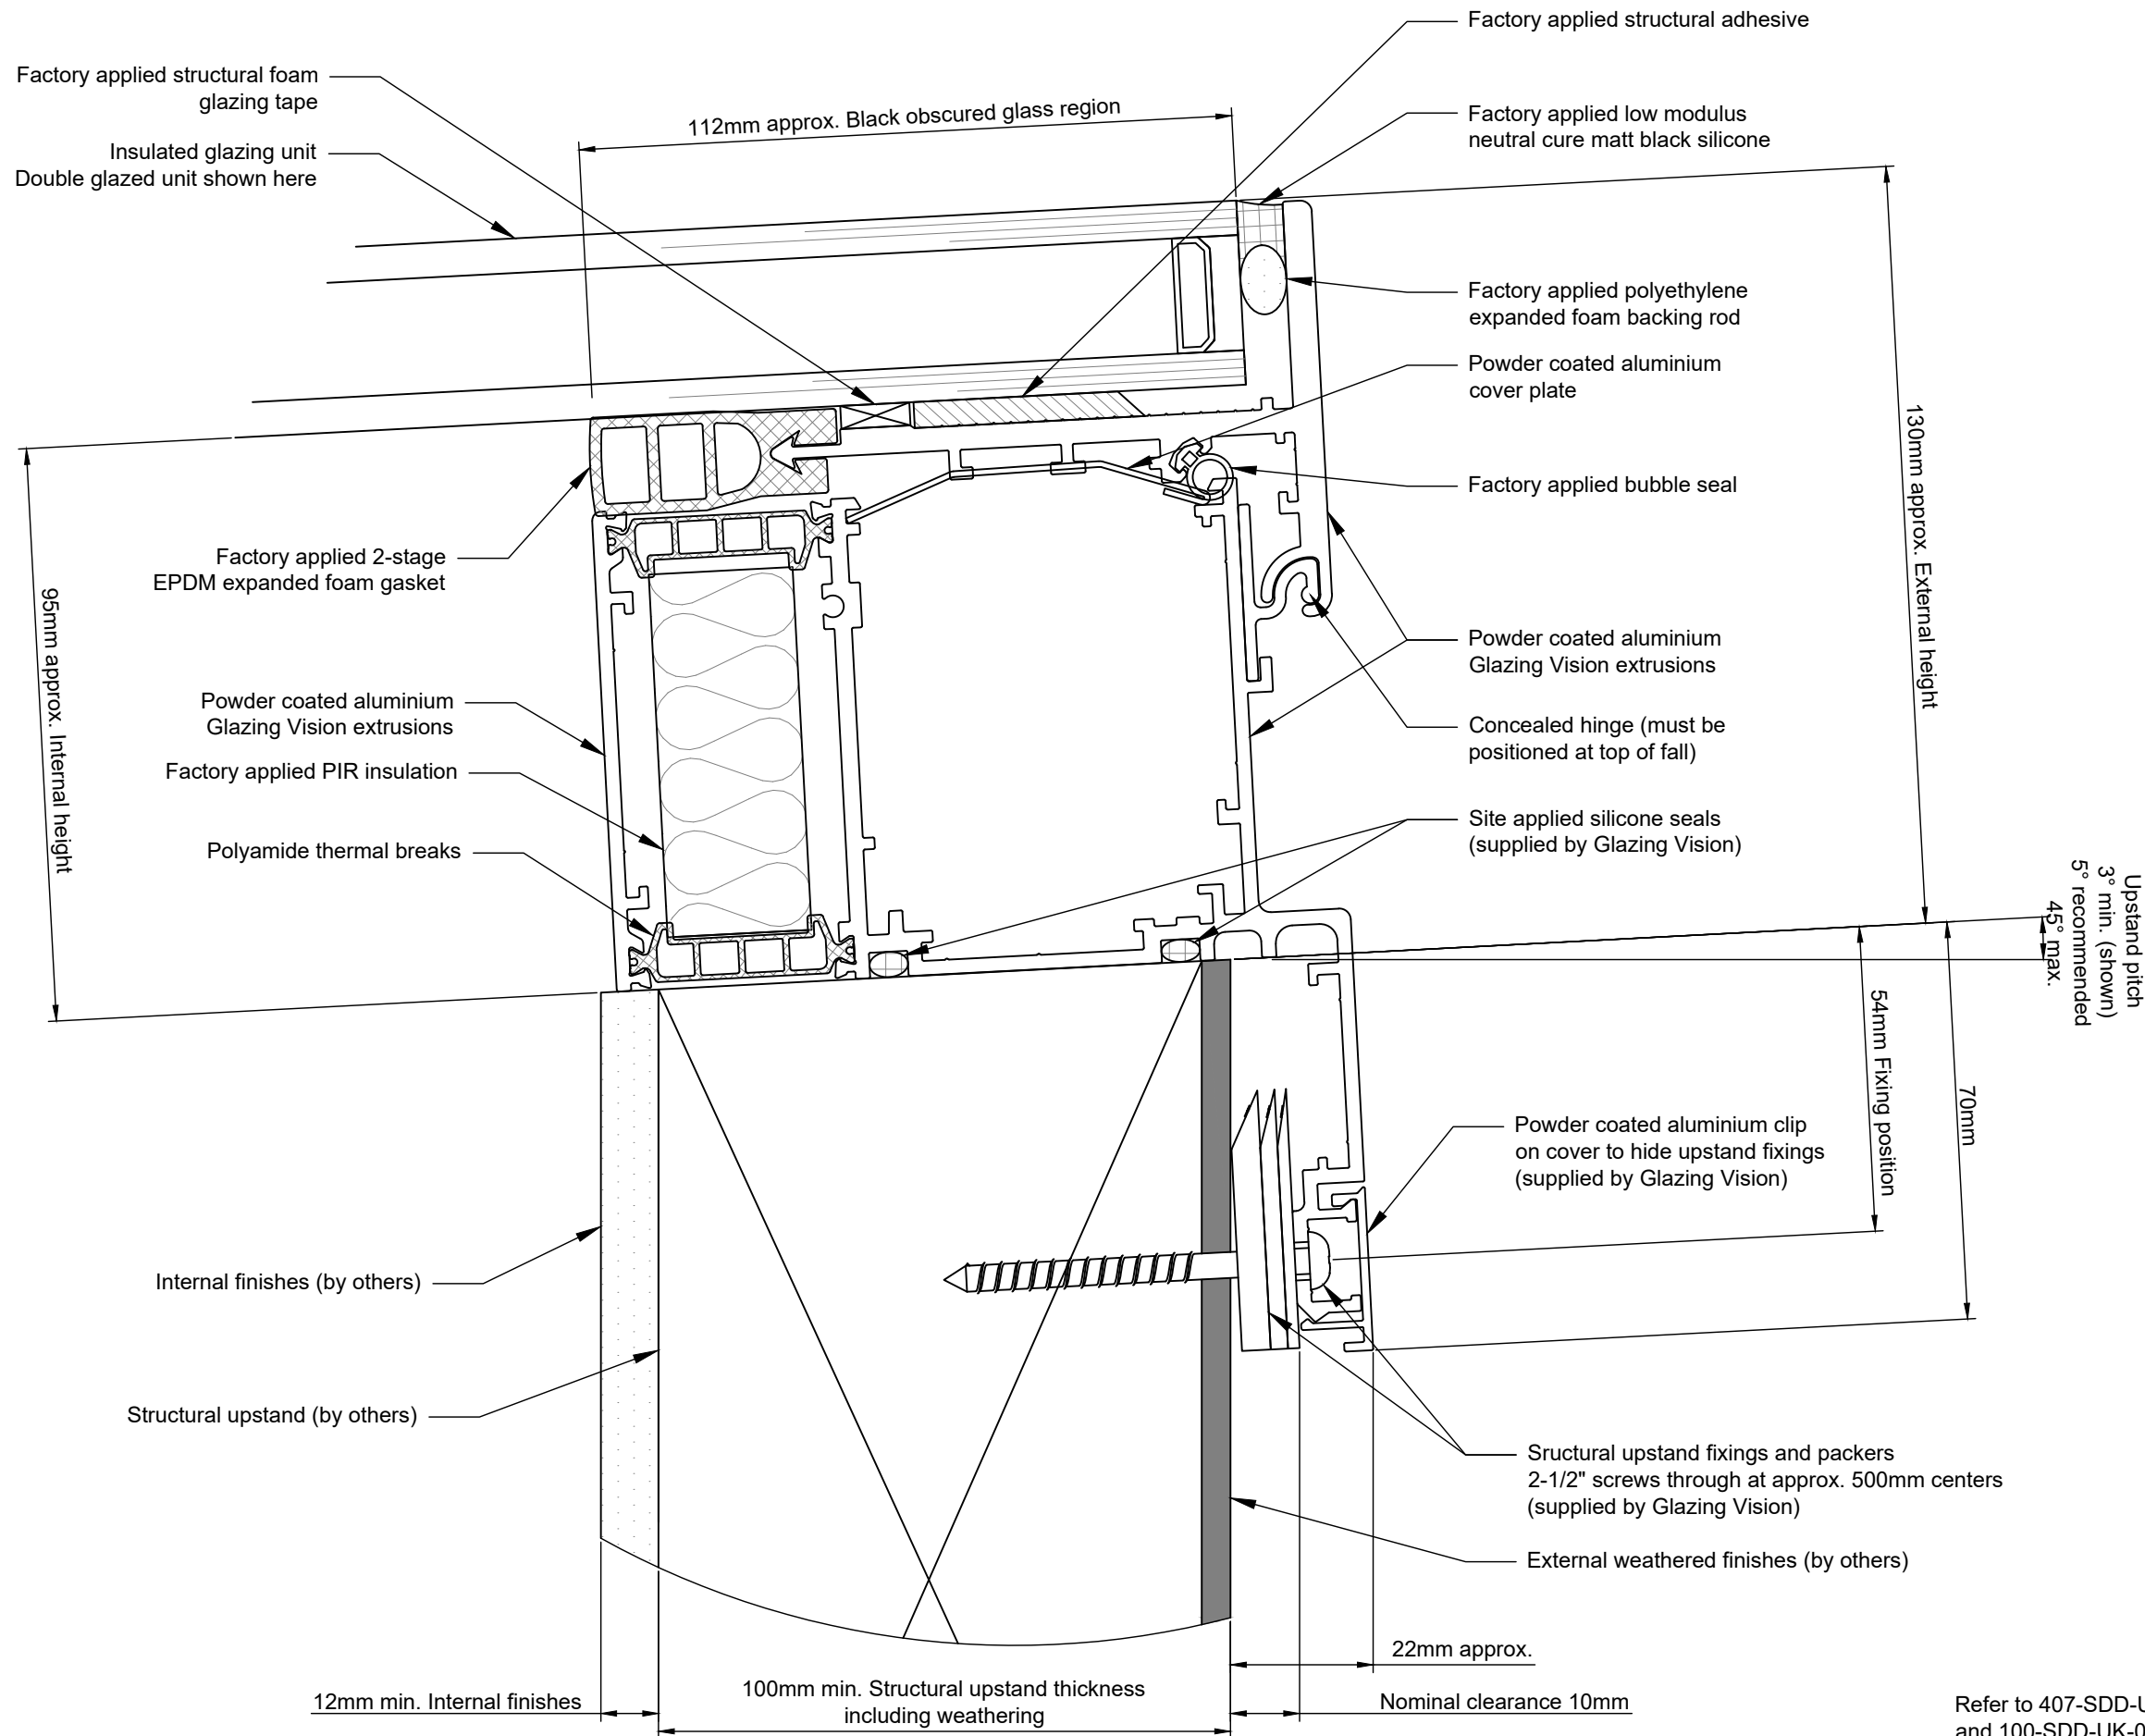 Factory applied structural adhesive
Factory applied structural foam
glazing tape
112mm approx. Black obscured glass region
Factory applied low modulus
neutral cure matt black silicone
Insulated glazing unit
Double glazed unit shown here
Factory applied polyethylene
expanded foam backing rod
Powder coated aluminium
cover plate
130mm approx. External height
Factory applied bubble seal
Factory applied 2-stage
EPDM expanded foam gasket
95mm approx. Internal height
Powder coated aluminium
Glazing Vision extrusions
Powder coated aluminium
Glazing Vision extrusions
Concealed hinge (must be
positioned at top of fall)
Factory applied PIR insulation
Site applied silicone seals
(supplied by Glazing Vision)
Polyamide thermal breaks
Upstand pitch
3° min. (shown)
5° recommended
45° max.
54mm Fixing position
70mm
Powder coated aluminium clip
on cover to hide upstand fixings
(supplied by Glazing Vision)
Internal finishes (by others)
Structural upstand (by others)
Sructural upstand fixings and packers
2-1/2" screws through at approx. 500mm centers
(supplied by Glazing Vision)
External weathered finishes (by others)
22mm approx.
12mm min. Internal finishes
100mm min. Structural upstand thickness
including weathering
Nominal clearance 10mm
Refer to 407-SDD-U
and 100-SDD-UK-0